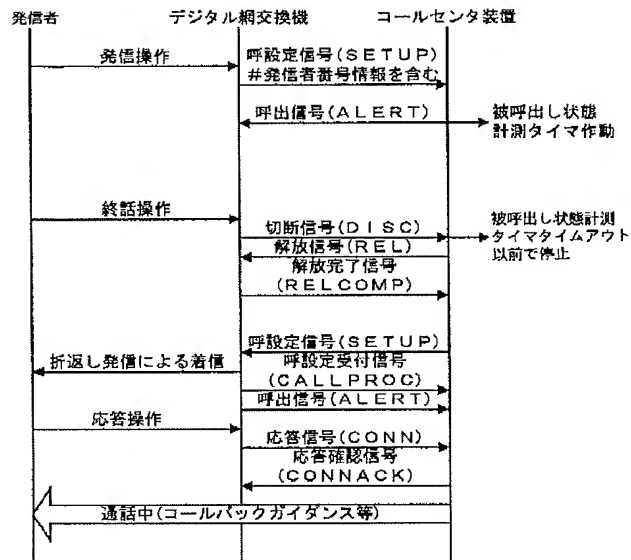 発信者
デジタル網交換機
コールセンタ装置
発信操作
呼設定信号(SETUP)
#発信者番号情報を含む
呼出信号(ALERT)
被呼出し状態
計測タイマ作動
終話操作
切断信号(DISC)
解放信号(REL)
解放完了信号
(RELCOMP)
被呼出し状態計測
タイマタイムアウト
以前で停止
呼設定信号(SETUP)
折返し発信による着信
呼設定受付信号
(CALLPROC)
呼出信号(ALERT)
応答操作
応答信号(CONN)
応答確認信号
(CONNACK)
通話中(コールバックガイダンス等)